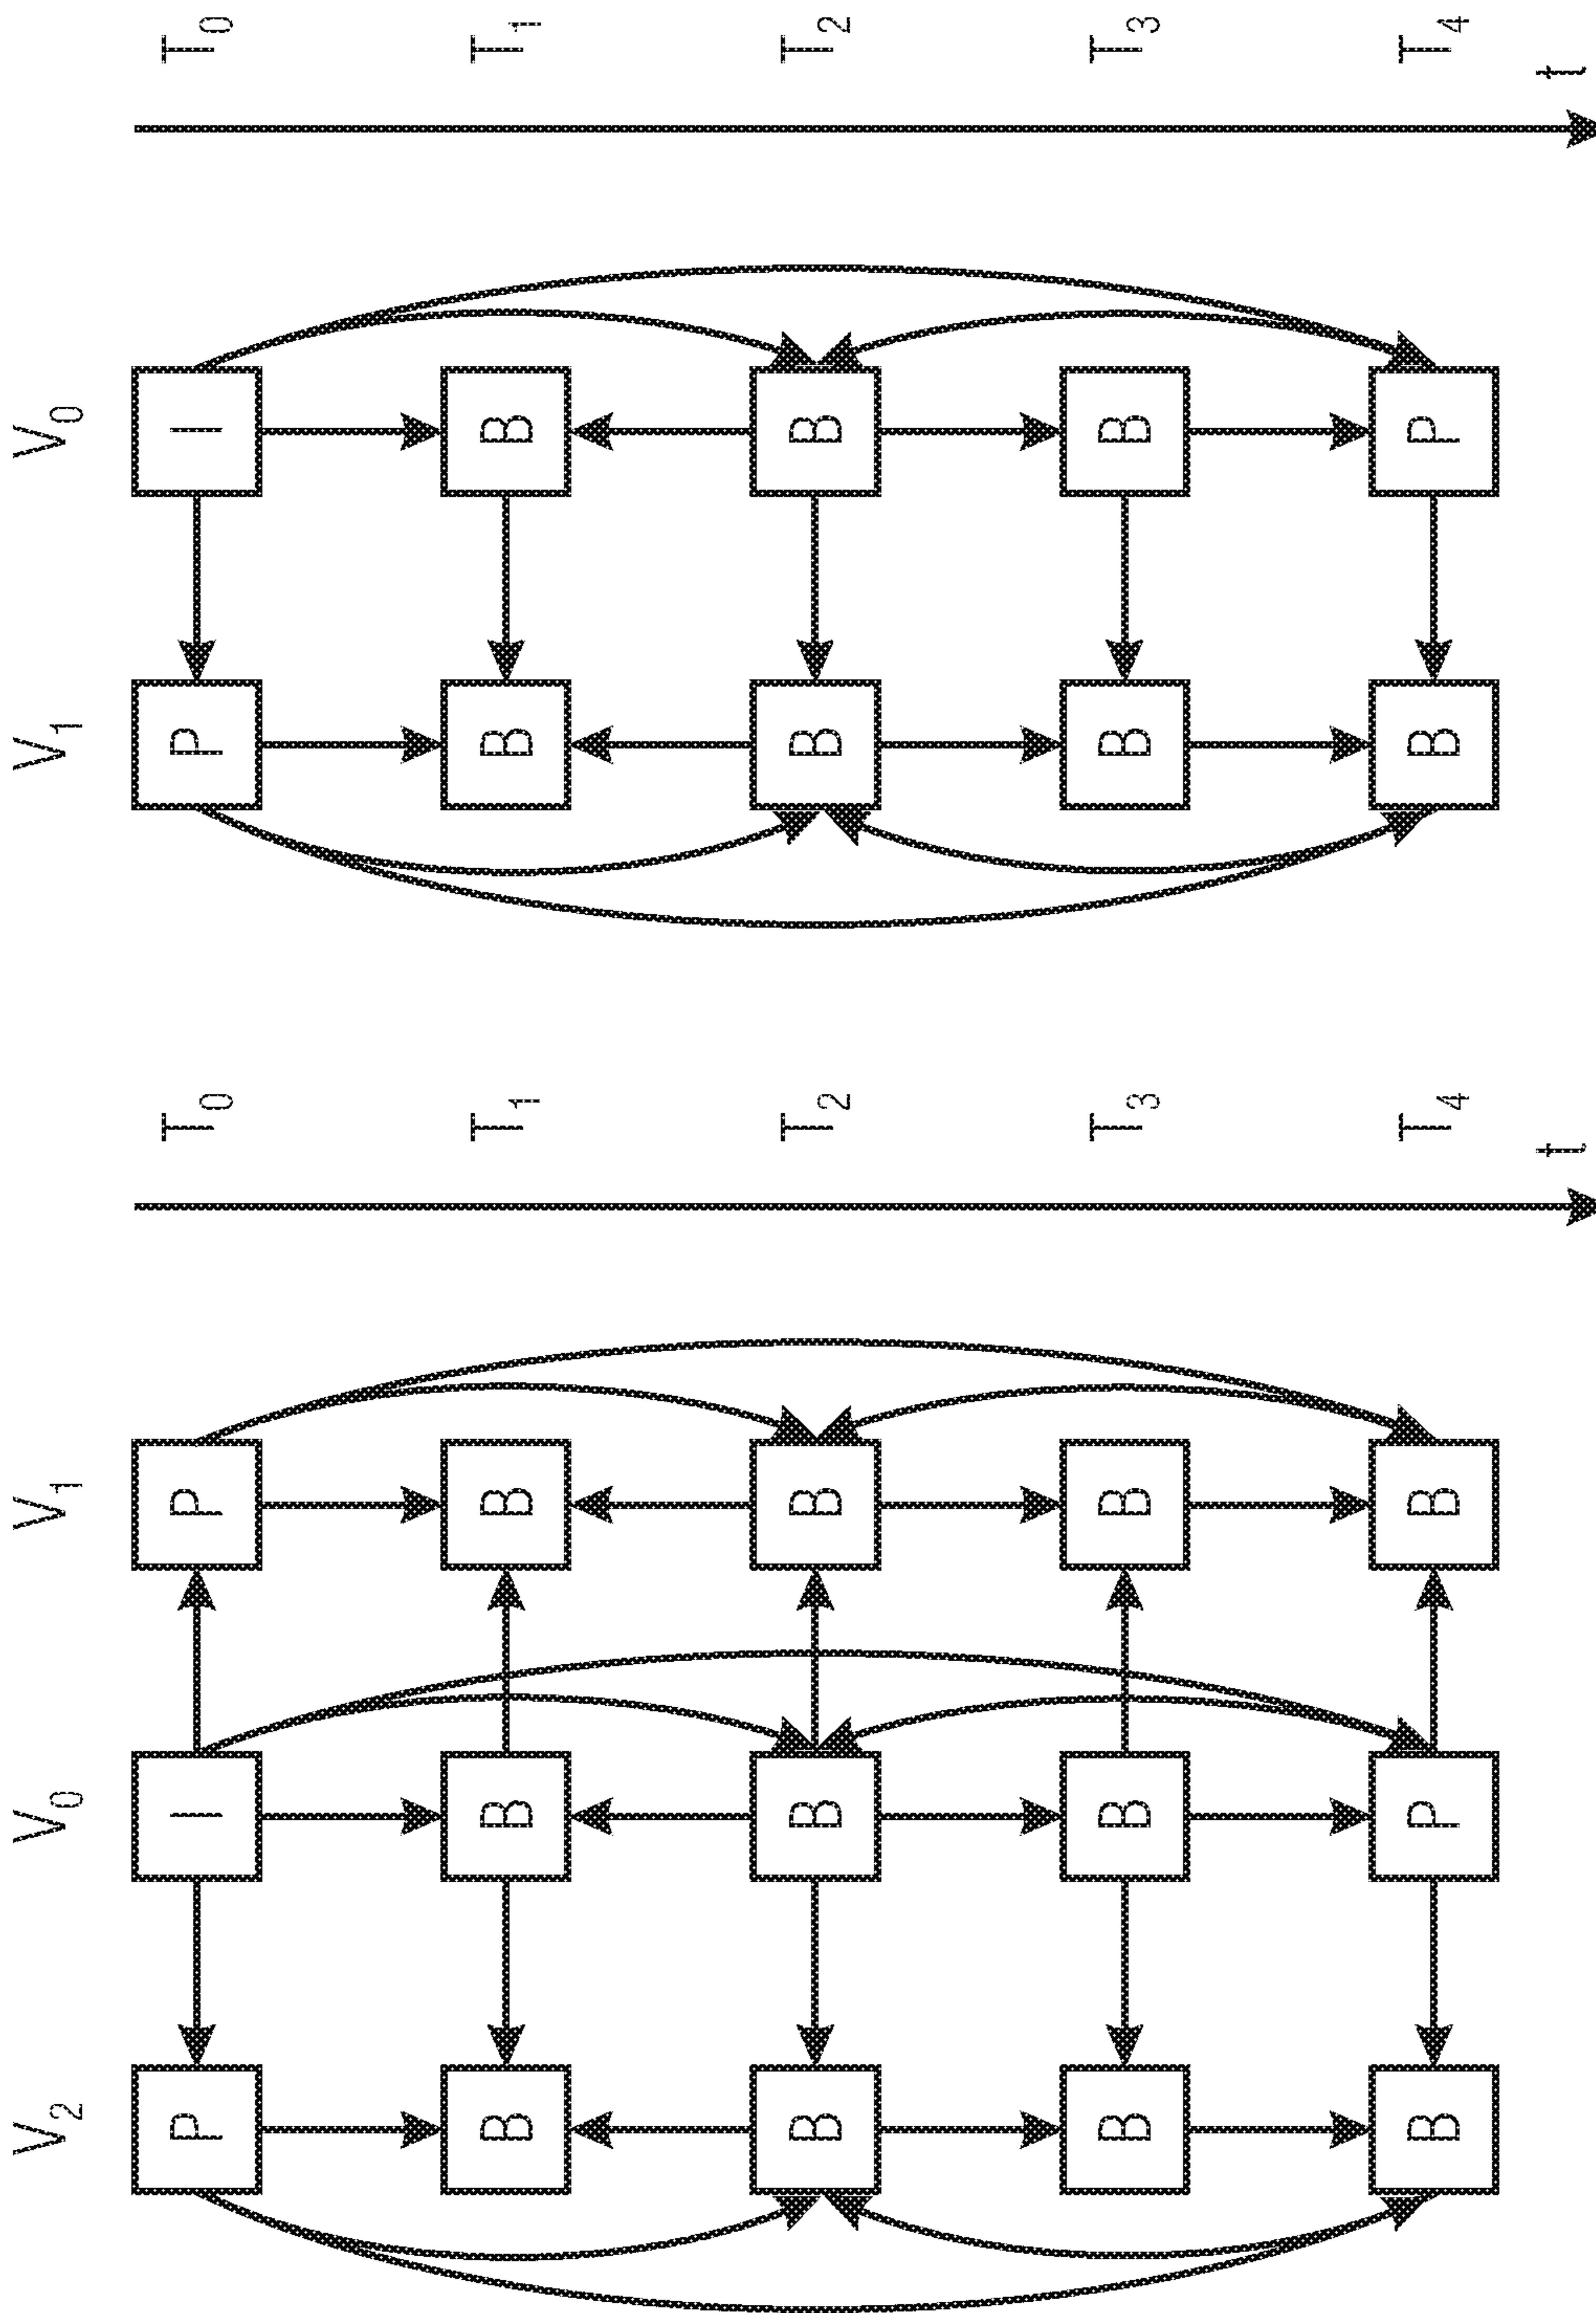 V₂ V₀ V₁ V₁ V₀
P I P T₀ P I T₀
B B B T₁ B B T₁
B B B T₂ B B T₂
B B B T₃ B B T₃
B P B T₄ B P T₄
t t